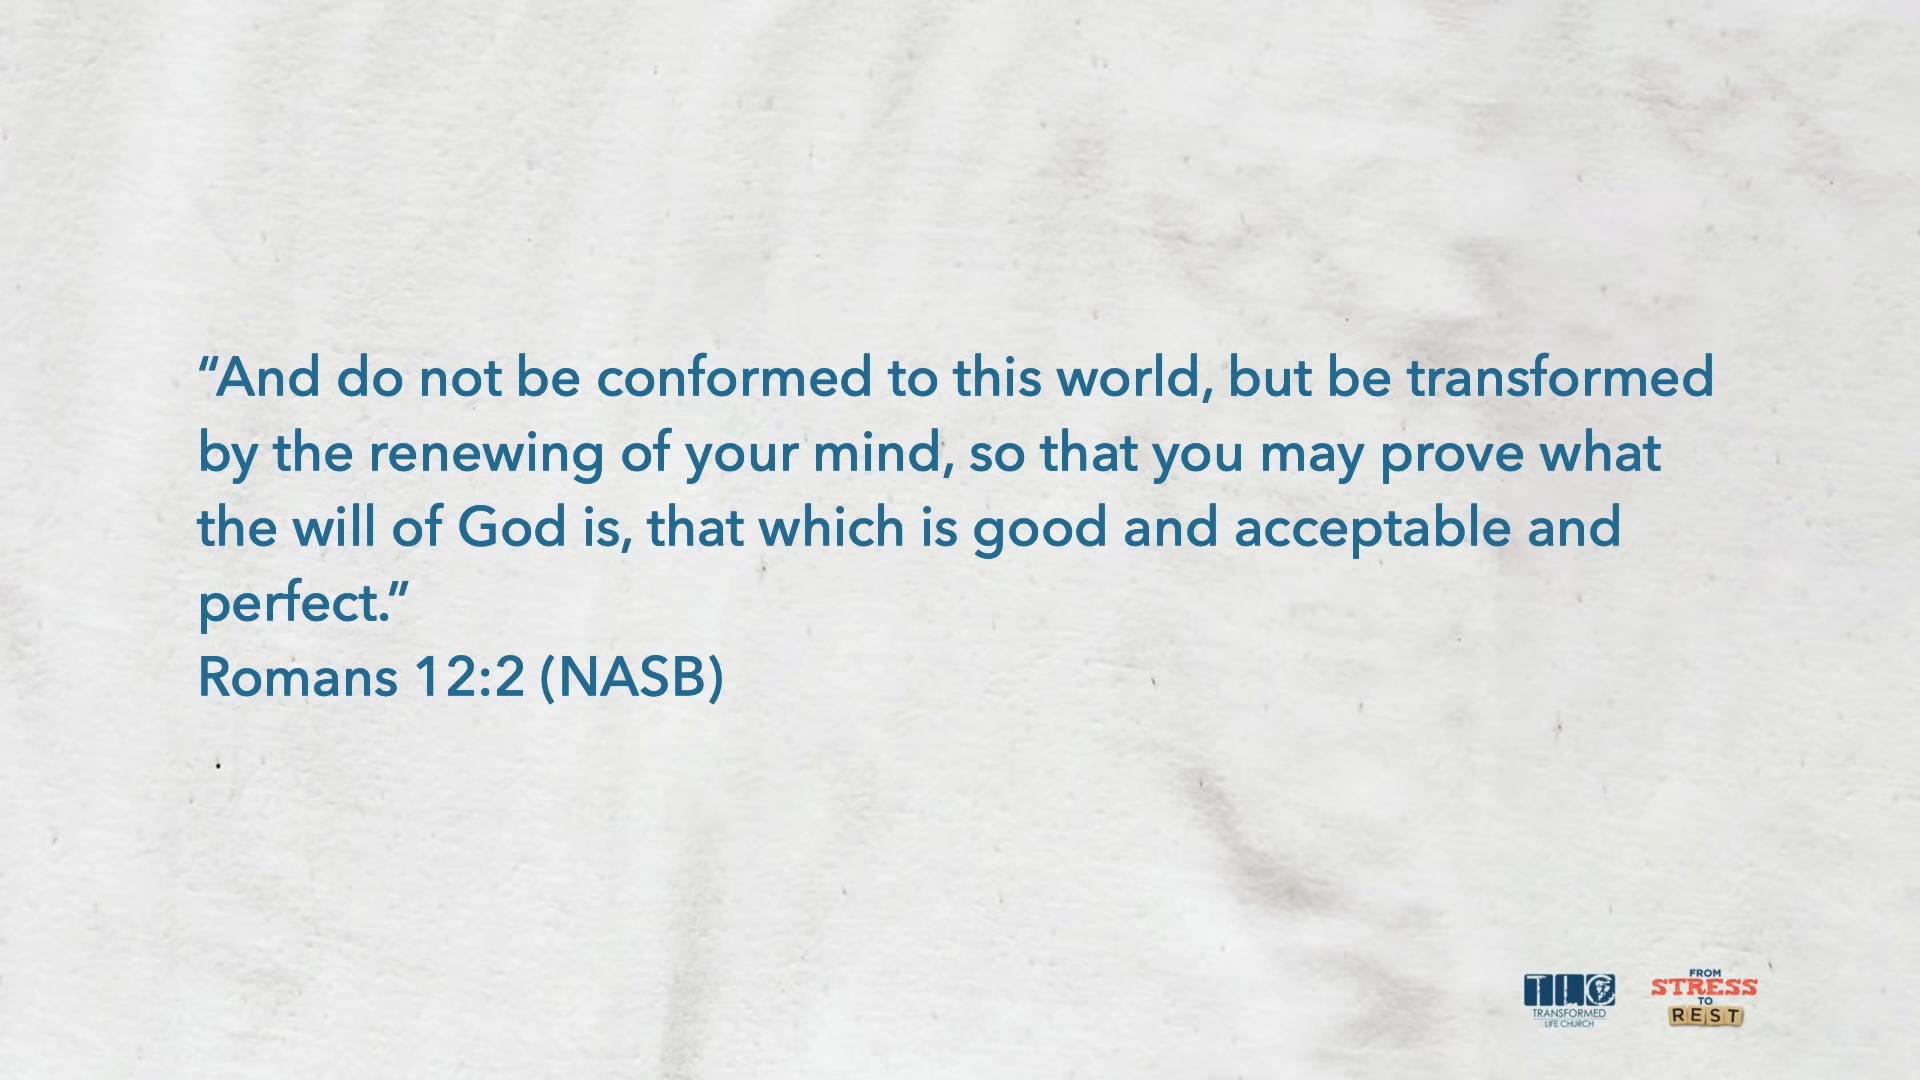 “And do not be conformed to this world, but be transformed
by the renewing of your mind, so that you may prove what
the will of God is, that which is good and acceptable and
perfect.”
Romans 12:2 (NASB)
TLC
TRANSFORMED
LIFE CHURCH
FROM
STRESS
TO
REST